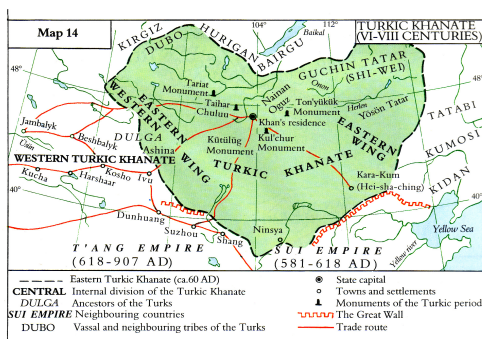 Map 14
TURKIC KHANATE
(VI-VIII CENTURIES)
104°
112°
Baikal
KIRGIZ
DUBO
HURIGAN
BAIRGU
GUCHIN TATAR
(SHI-WEI)
48°
48°
Tariat
Monument
Nainan
Oguz
Onon
Taihar
Chuluu
Ton'yükük
Monument
Herlen
Yösön Tatar
Khan's residence
EASTERN
WESTERN
WING
Jambalyk
Beshbalyk
DULGA
Ashina
Kütülüg
Monument
Kul'chur
Monument
EASTERN
WING
TATABI
KUMOSI
KIDAN
WESTERN TURKIC KHANATE
TURKIC KHANATE
Kucha
Harshaar
Kosho
Ivu
Kara-Kum
(Hei-sha-ching)
40°
40°
Dunhuang
Suzhou
Shang
Ninsya
Yellow Sea
Yellow river
T'ANG EMPIRE
(618-907 AD)
SUI EMPIRE
(581-618 AD)
Eastern Turkic Khanate (ca.60 AD)
CENTRAL Internal division of the Turkic Khanate
DULGA Ancestors of the Turks
SUI EMPIRE Neighbouring countries
DUBO Vassal and neighbouring tribes of the Turks
State capital
Towns and settlements
Monuments of the Turkic period
The Great Wall
Trade route